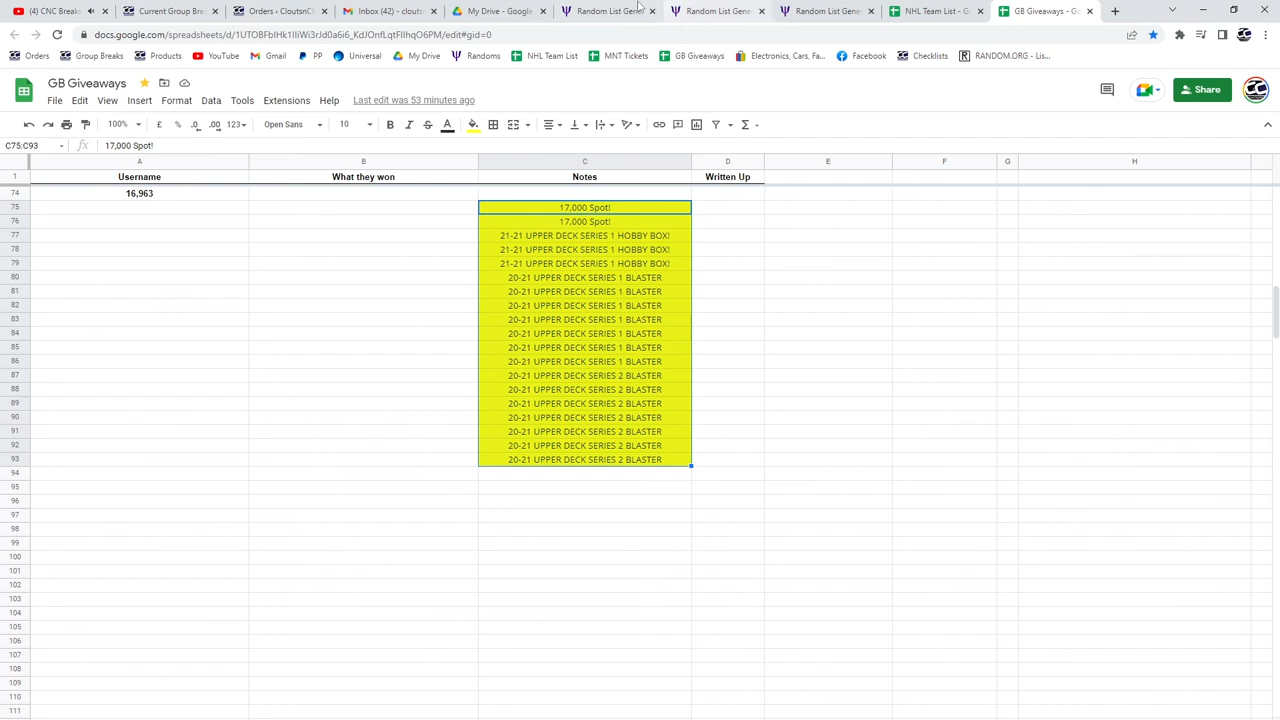 CNC Breaks
Current Group Bre
Orders ‹ CloutsnC
Inbox (42) - clouts
My Drive - Google
Random List Gene
Random List Gene
Random List Gene
NHL Team List - Go
GB Giveaways - Go
Orders
Group Breaks
Products
YouTube
Gmail
PP
Universal
My Drive
Randoms
NHL Team List
MNT Tickets
GB Giveaways
Electronics, Cars, Fa...
Facebook
Checklists
RANDOM.ORG - Lis...
GB Giveaways
File Edit View Insert Format Data Tools Extensions Help Last edit was 53 minutes ago
Share
100% £ % .0 .00 123 Open Sans 10 B I S A
C75:C93 fx 17,000 Spot!
A B C D E F G H
1 Username What they won Notes Written Up
74 16,963
75 17,000 Spot!
76 17,000 Spot!
77 21-21 UPPER DECK SERIES 1 HOBBY BOX!
78 21-21 UPPER DECK SERIES 1 HOBBY BOX!
79 21-21 UPPER DECK SERIES 1 HOBBY BOX!
80 20-21 UPPER DECK SERIES 1 BLASTER
81 20-21 UPPER DECK SERIES 1 BLASTER
82 20-21 UPPER DECK SERIES 1 BLASTER
83 20-21 UPPER DECK SERIES 1 BLASTER
84 20-21 UPPER DECK SERIES 1 BLASTER
85 20-21 UPPER DECK SERIES 1 BLASTER
86 20-21 UPPER DECK SERIES 1 BLASTER
87 20-21 UPPER DECK SERIES 2 BLASTER
88 20-21 UPPER DECK SERIES 2 BLASTER
89 20-21 UPPER DECK SERIES 2 BLASTER
90 20-21 UPPER DECK SERIES 2 BLASTER
91 20-21 UPPER DECK SERIES 2 BLASTER
92 20-21 UPPER DECK SERIES 2 BLASTER
93 20-21 UPPER DECK SERIES 2 BLASTER
94
95
96
97
98
99
100
101
102
103
104
105
106
107
108
109
110
111